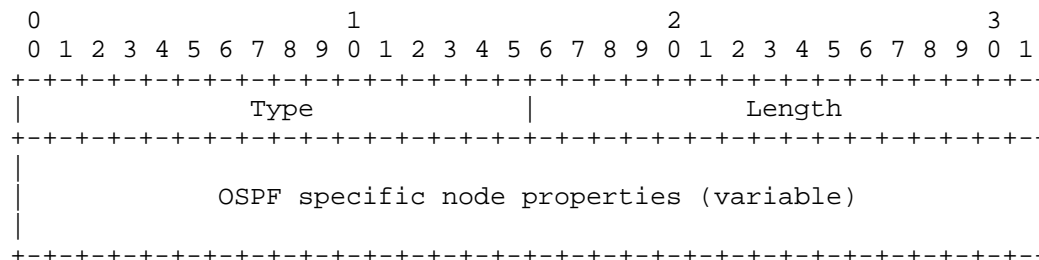 0                   1                   2                   3
 0 1 2 3 4 5 6 7 8 9 0 1 2 3 4 5 6 7 8 9 0 1 2 3 4 5 6 7 8 9 0 1
+-+-+-+-+-+-+-+-+-+-+-+-+-+-+-+-+-+-+-+-+-+-+-+-+-+-+-+-+-+-+-+-
|              Type             |             Length
+-+-+-+-+-+-+-+-+-+-+-+-+-+-+-+-+-+-+-+-+-+-+-+-+-+-+-+-+-+-+-+-
|
|            OSPF specific node properties (variable)
|
+-+-+-+-+-+-+-+-+-+-+-+-+-+-+-+-+-+-+-+-+-+-+-+-+-+-+-+-+-+-+-+-